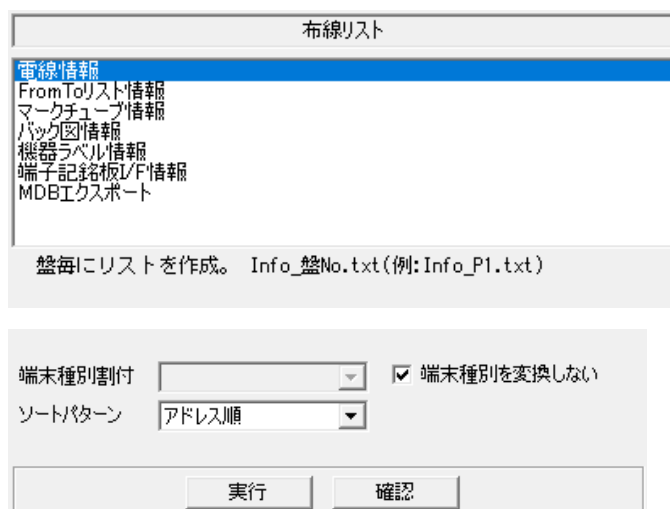 布線リスト
電線情報
FromToリスト情報
マークチューブ情報
バック図情報
機器ラベル情報
端子記銘板I/F情報
MDBエクスポート
盤毎にリストを作成。 Info_盤No.txt(例:Info_P1.txt)
端末種別割付
端末種別を変換しない
ソートパターン
アドレス順
実行
確認